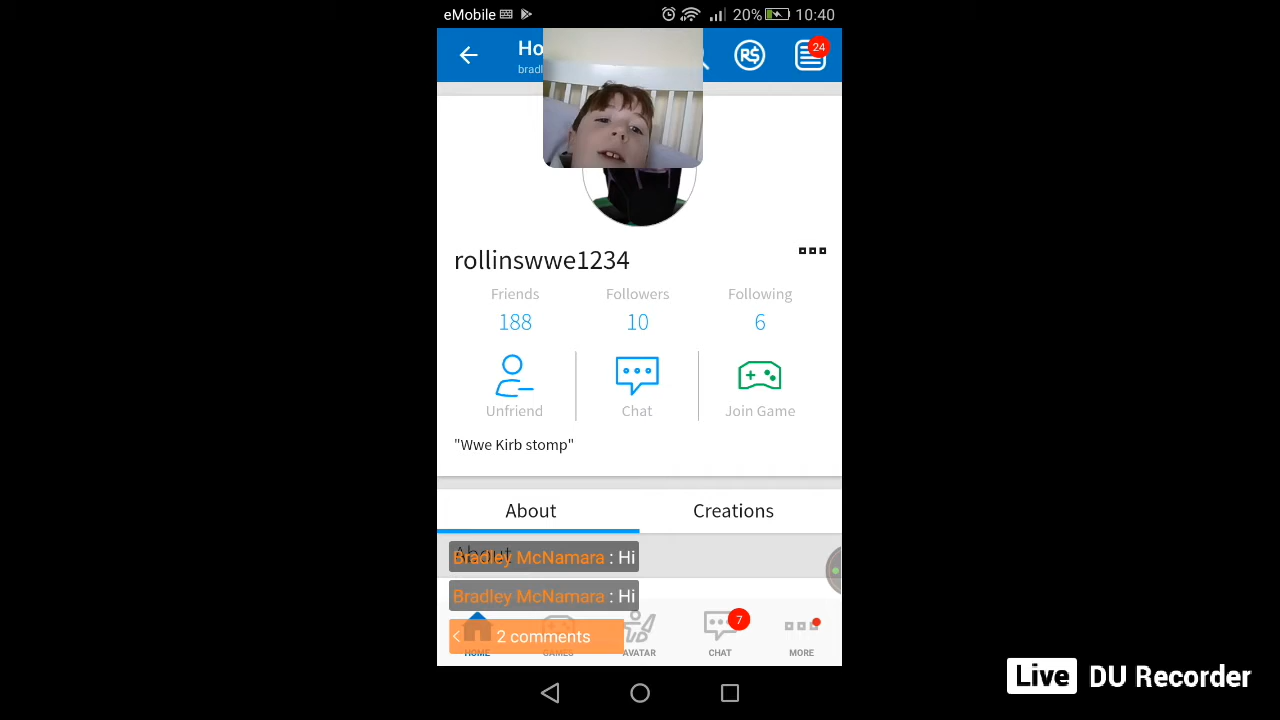 eMobile 20% 10:40
Ho R$ 24
bradl
rollinswwe1234
Friends Followers Following
188 10 6
Unfriend Chat Join Game
"Wwe Kirb stomp"
About Creations
About
Bradley McNamara : Hi
Bradley McNamara : Hi
2 comments
7
HOME GAMES AVATAR CHAT MORE
Live DU Recorder